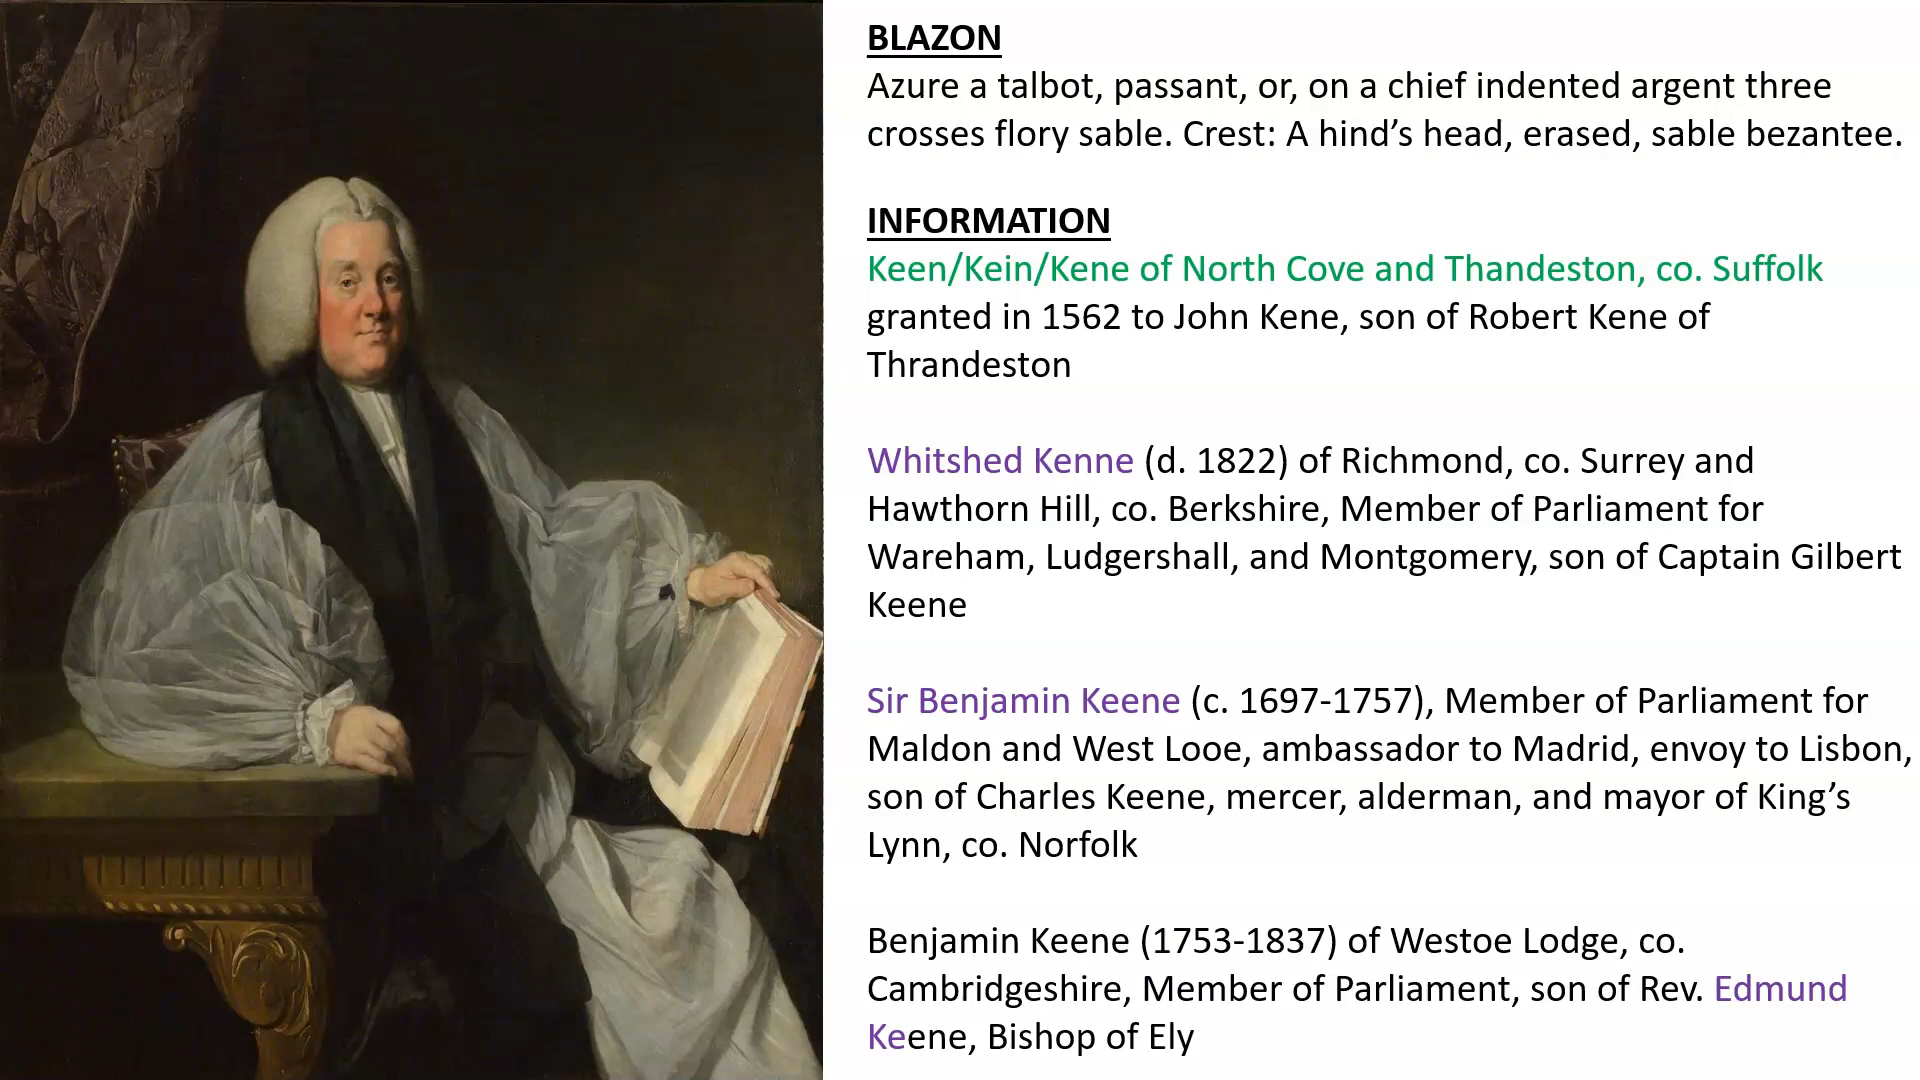 BLAZON
Azure a talbot, passant, or, on a chief indented argent three
crosses flory sable. Crest: A hind’s head, erased, sable bezantee.
INFORMATION
Keen/Kein/Kene of North Cove and Thandeston, co. Suffolk
granted in 1562 to John Kene, son of Robert Kene of
Thrandeston
Whitshed Kenne (d. 1822) of Richmond, co. Surrey and
Hawthorn Hill, co. Berkshire, Member of Parliament for
Wareham, Ludgershall, and Montgomery, son of Captain Gilbert
Keene
Sir Benjamin Keene (c. 1697-1757), Member of Parliament for
Maldon and West Looe, ambassador to Madrid, envoy to Lisbon,
son of Charles Keene, mercer, alderman, and mayor of King’s
Lynn, co. Norfolk
Benjamin Keene (1753-1837) of Westoe Lodge, co.
Cambridgeshire, Member of Parliament, son of Rev. Edmund
Keene, Bishop of Ely